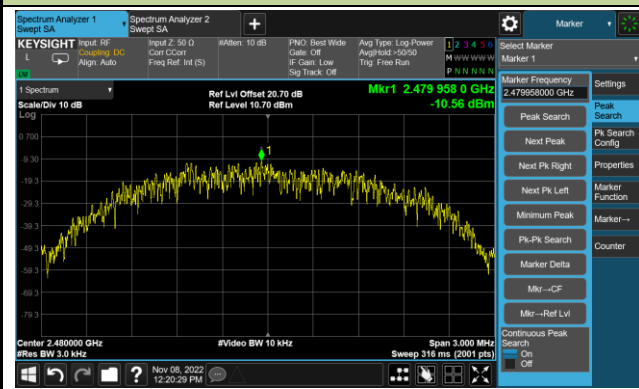 Spectrum Analyzer 1
Swept SA
Spectrum Analyzer 2
Swept SA
+
Marker
KEYSIGHT
L
LW
Input: RF
Coupling: DC
Align: Auto
Input Z: 50 Ω
Corr CCorr
Freq Ref: Int (S)
#Atten: 10 dB
PNO: Best Wide
Gate: Off
IF Gain: Low
Sig Track: Off
Avg Type: Log-Power
Avg|Hold:>50/50
Trig: Free Run
1 2 3 4 5 6
M W W W W W
P N N N N N
Select Marker
Marker 1
1 Spectrum
Scale/Div 10 dB
Log
Ref Lvl Offset 20.70 dB
Ref Level 10.70 dBm
Mkr1 2.479 958 0 GHz
-10.56 dBm
0.700
-9.30
-19.3
-29.3
-39.3
-49.3
-59.3
-69.3
-79.3
1
Center 2.480000 GHz
#Res BW 3.0 kHz
#Video BW 10 kHz
Span 3.000 MHz
Sweep 316 ms (2001 pts)
Marker Frequency
2.479958000 GHz
Peak Search
Next Peak
Next Pk Right
Next Pk Left
Minimum Peak
Pk-Pk Search
Marker Delta
Mkr→CF
Mkr→Ref Lvl
Continuous Peak
Search
On
Off
Settings
Peak
Search
Pk Search
Config
Properties
Marker
Function
Marker→
Counter
?
Nov 08, 2022
12:20:29 PM